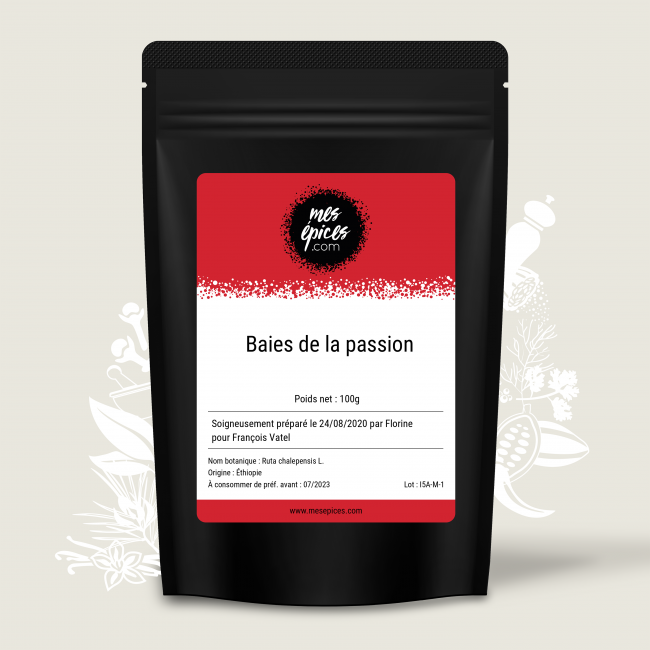 mes
épices
.com
Baies de la passion
Poids net : 100g
Soigneusement préparé le 24/08/2020 par Florine
pour François Vatel
Nom botanique : Ruta chalepensis L.
Origine : Éthiopie
À consommer de préf. avant : 07/2023 Lot : I5A-M-1
www.mesepices.com